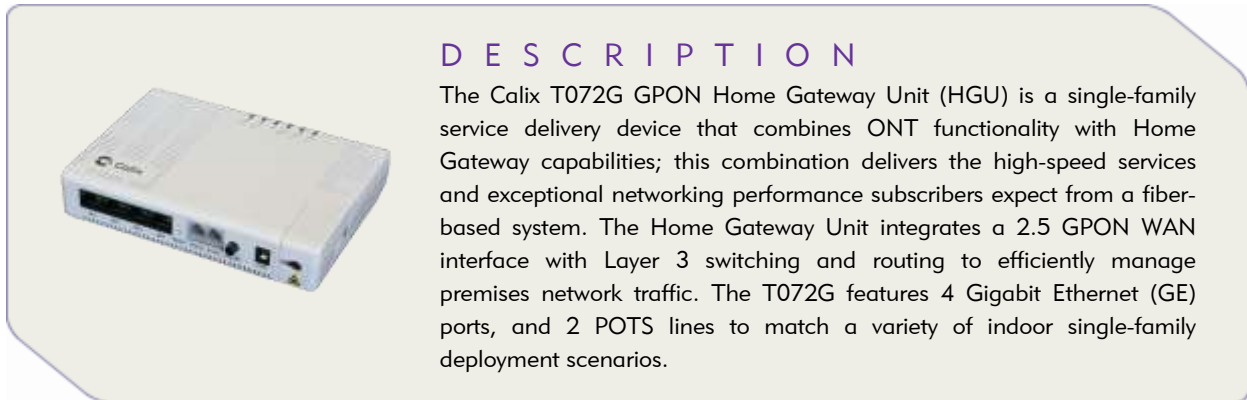 DESCRIPTION
The Calix T072G GPON Home Gateway Unit (HGU) is a single-family
service delivery device that combines ONT functionality with Home
Gateway capabilities; this combination delivers the high-speed services
and exceptional networking performance subscribers expect from a fiber-
based system. The Home Gateway Unit integrates a 2.5 GPON WAN
interface with Layer 3 switching and routing to efficiently manage
premises network traffic. The T072G features 4 Gigabit Ethernet (GE)
ports, and 2 POTS lines to match a variety of indoor single-family
deployment scenarios.
Calix